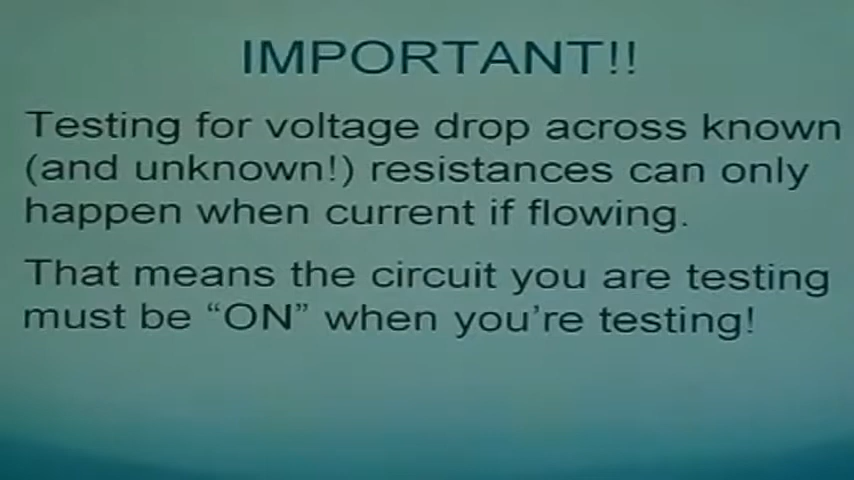 IMPORTANT!!
Testing for voltage drop across known
(and unknown!) resistances can only
happen when current if flowing.
That means the circuit you are testing
must be “ON” when you’re testing!